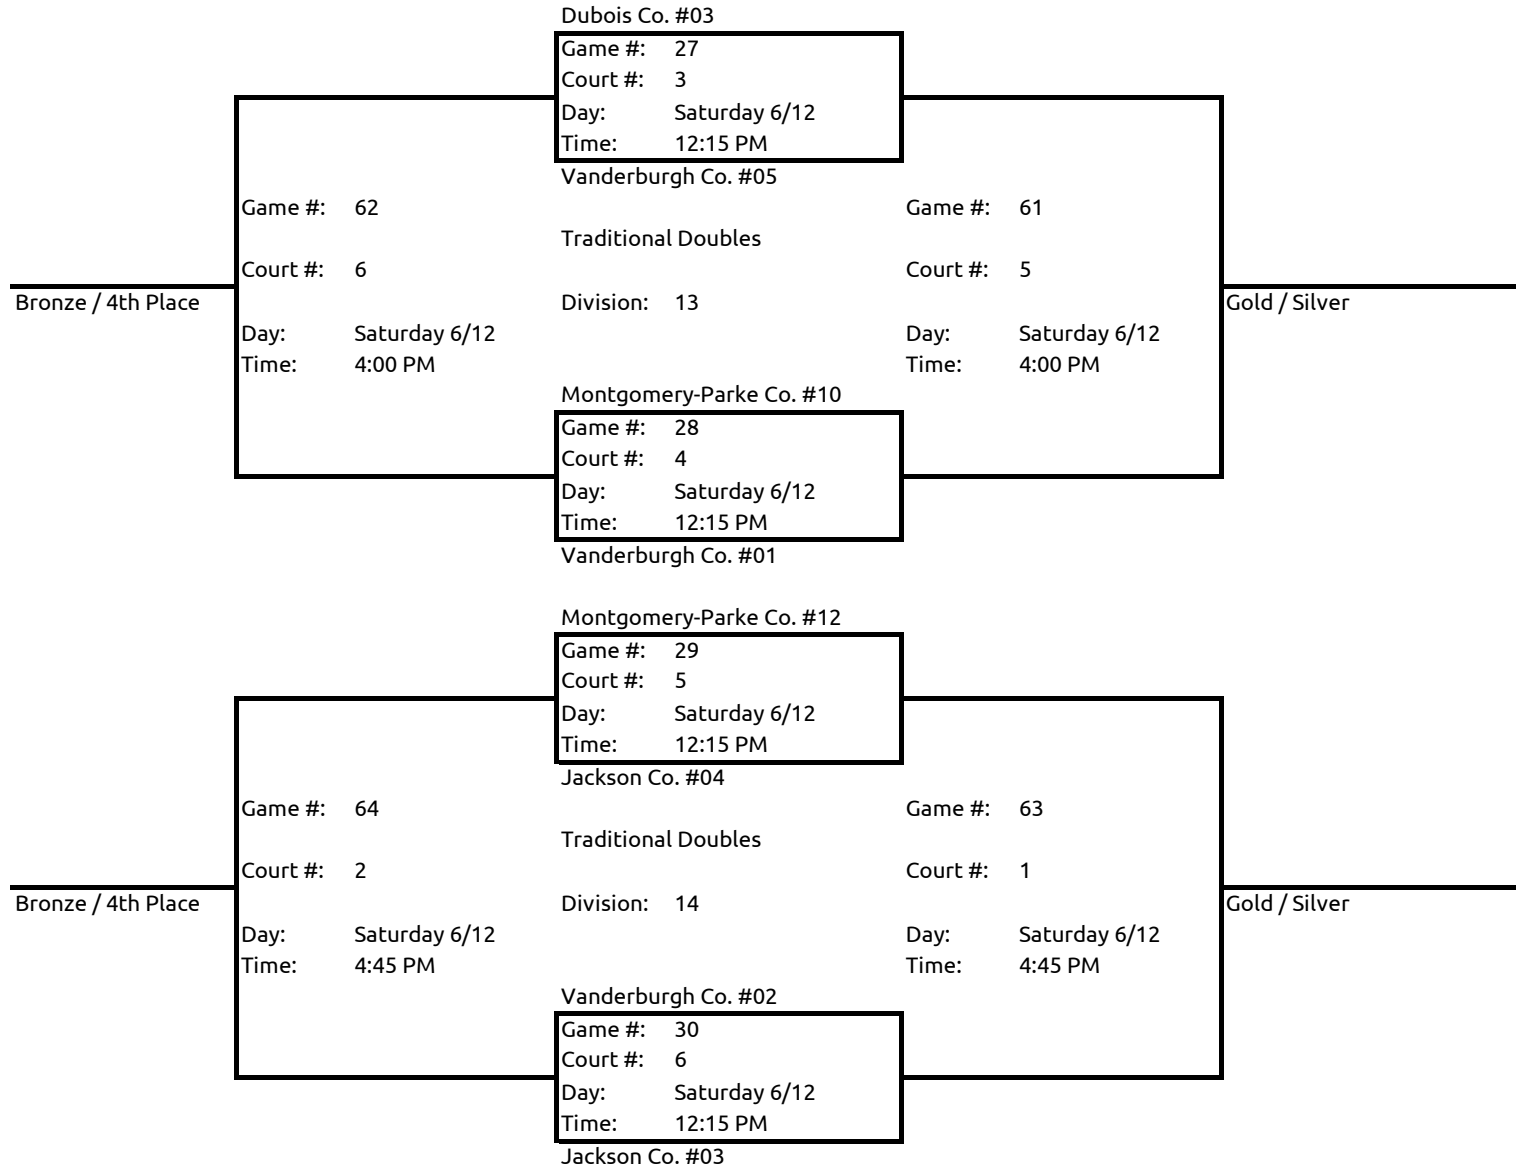 Dubois Co. #03
Game #: 27
Court #: 3
Day: Saturday 6/12
Time: 12:15 PM
Vanderburgh Co. #05
Game #: 62 Game #: 61
Traditional Doubles
Court #: 6 Court #: 5
Bronze / 4th Place Division: 13 Gold / Silver
Day: Saturday 6/12 Day: Saturday 6/12
Time: 4:00 PM Time: 4:00 PM
Montgomery-Parke Co. #10
Game #: 28
Court #: 4
Day: Saturday 6/12
Time: 12:15 PM
Vanderburgh Co. #01
Montgomery-Parke Co. #12
Game #: 29
Court #: 5
Day: Saturday 6/12
Time: 12:15 PM
Jackson Co. #04
Game #: 64 Game #: 63
Traditional Doubles
Court #: 2 Court #: 1
Bronze / 4th Place Division: 14 Gold / Silver
Day: Saturday 6/12 Day: Saturday 6/12
Time: 4:45 PM Time: 4:45 PM
Vanderburgh Co. #02
Game #: 30
Court #: 6
Day: Saturday 6/12
Time: 12:15 PM
Jackson Co. #03